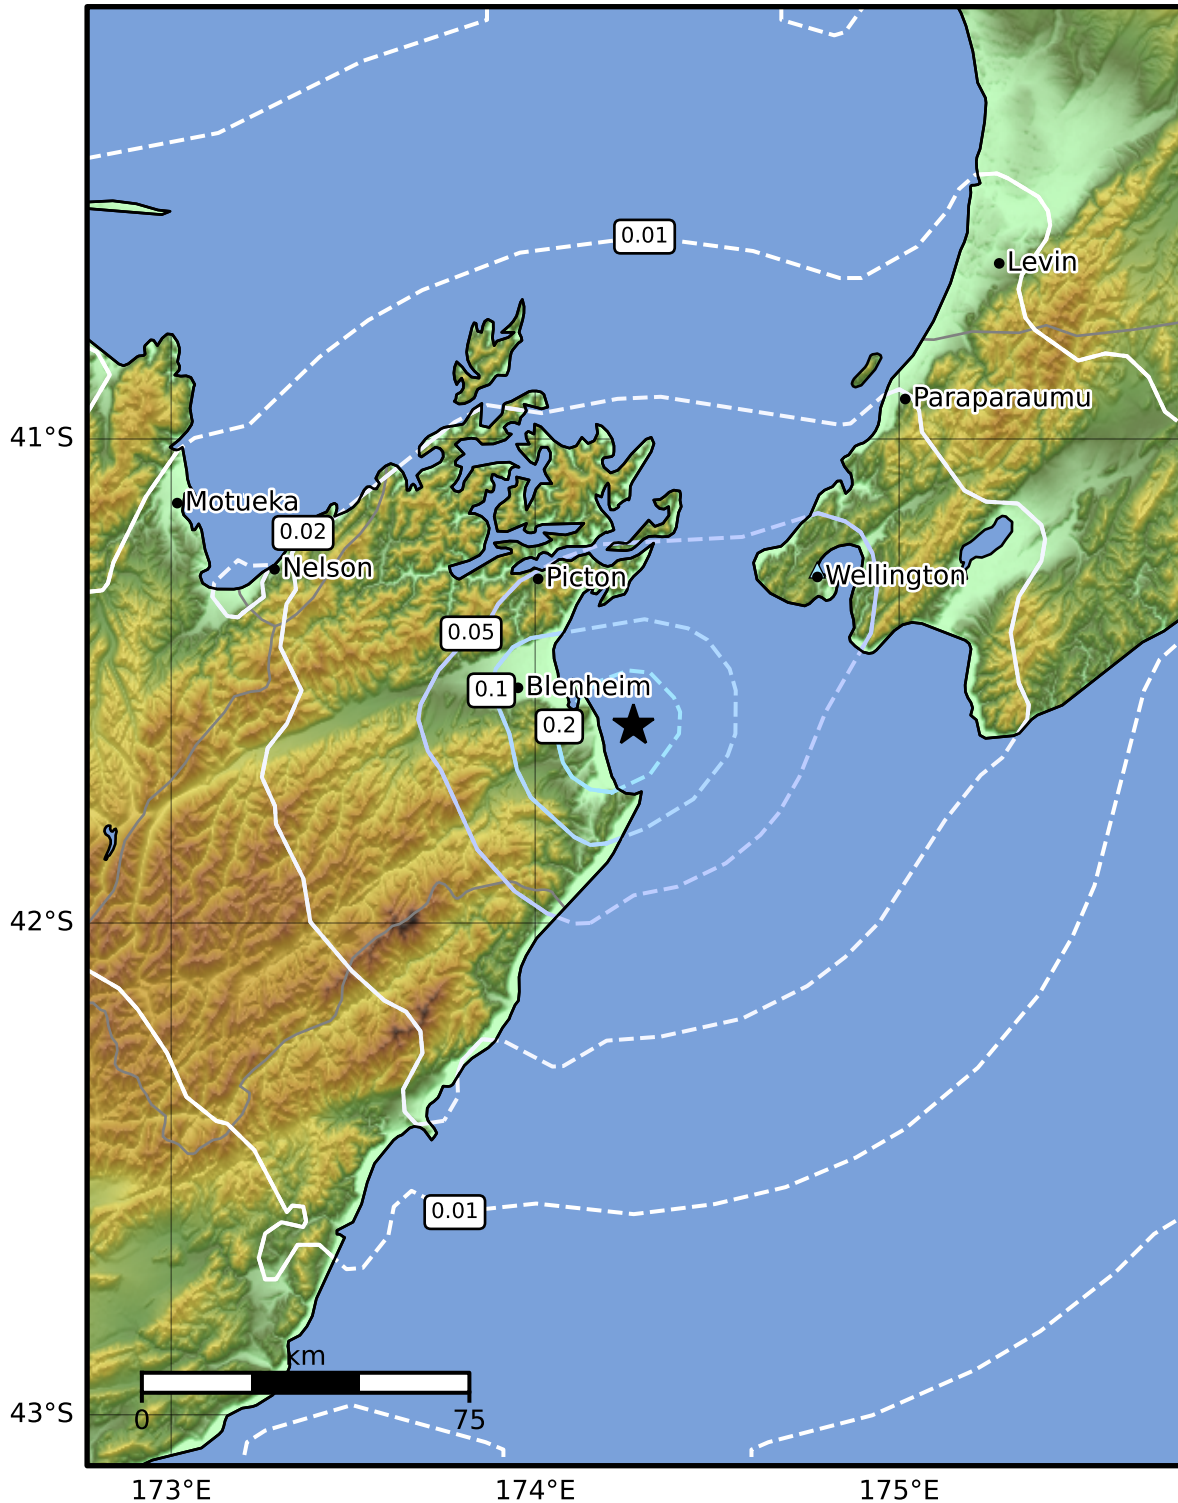 0.01
Levin
Paraparaumu
41°S
Motueka
0.02
Nelson
Picton
Wellington
0.05
0.1
Blenheim
0.2
42°S
0.01
km
0
75
43°S
173°E
174°E
175°E